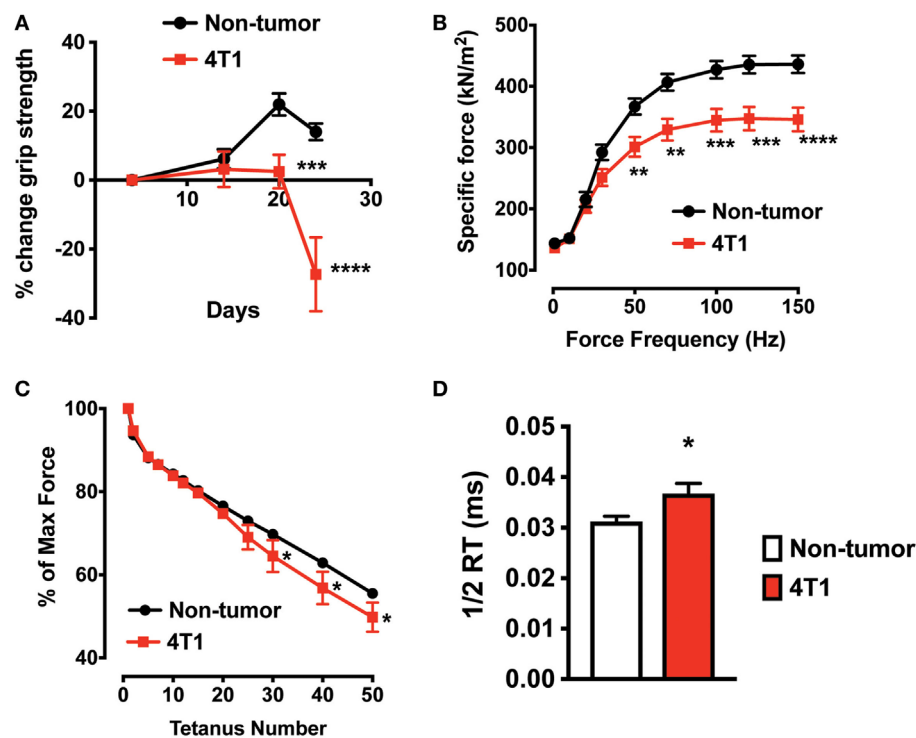 A
Non-tumor
4T1
40
20
0
-20
-40
10
20
30
% change grip strength
Days
***
****
B
500
400
300
200
100
Specific force (kN/m²)
**
**
***
***
****
Non-tumor
4T1
0
50
100
150
Force Frequency (Hz)
C
100
80
60
40
% of Max Force
*
*
*
Non-tumor
4T1
0
10
20
30
40
50
Tetanus Number
D
0.05
0.04
0.03
0.02
0.01
0.00
1/2 RT (ms)
*
Non-tumor
4T1